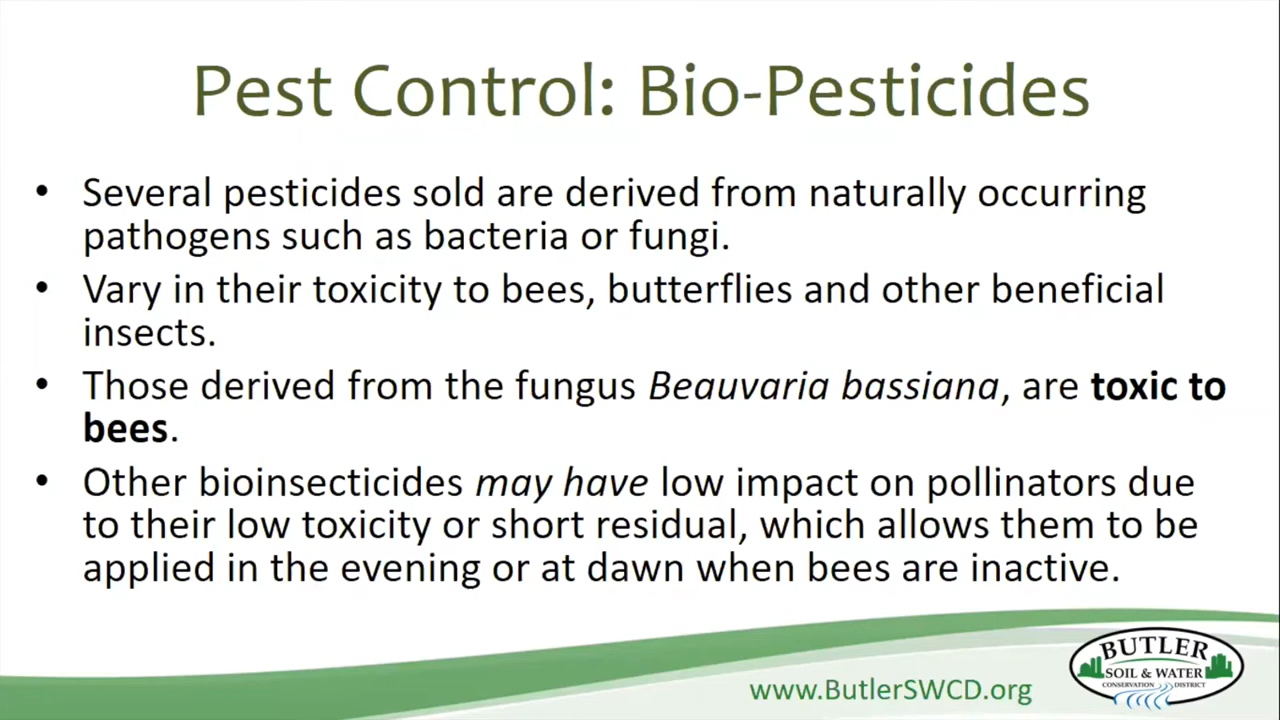 Pest Control: Bio-Pesticides
• Several pesticides sold are derived from naturally occurring
pathogens such as bacteria or fungi.
• Vary in their toxicity to bees, butterflies and other beneficial
insects.
• Those derived from the fungus Beauvaria bassiana, are toxic to
bees.
• Other bioinsecticides may have low impact on pollinators due
to their low toxicity or short residual, which allows them to be
applied in the evening or at dawn when bees are inactive.
www.ButlerSWCD.org
BUTLER
SOIL & WATER
CONSERVATION DISTRICT